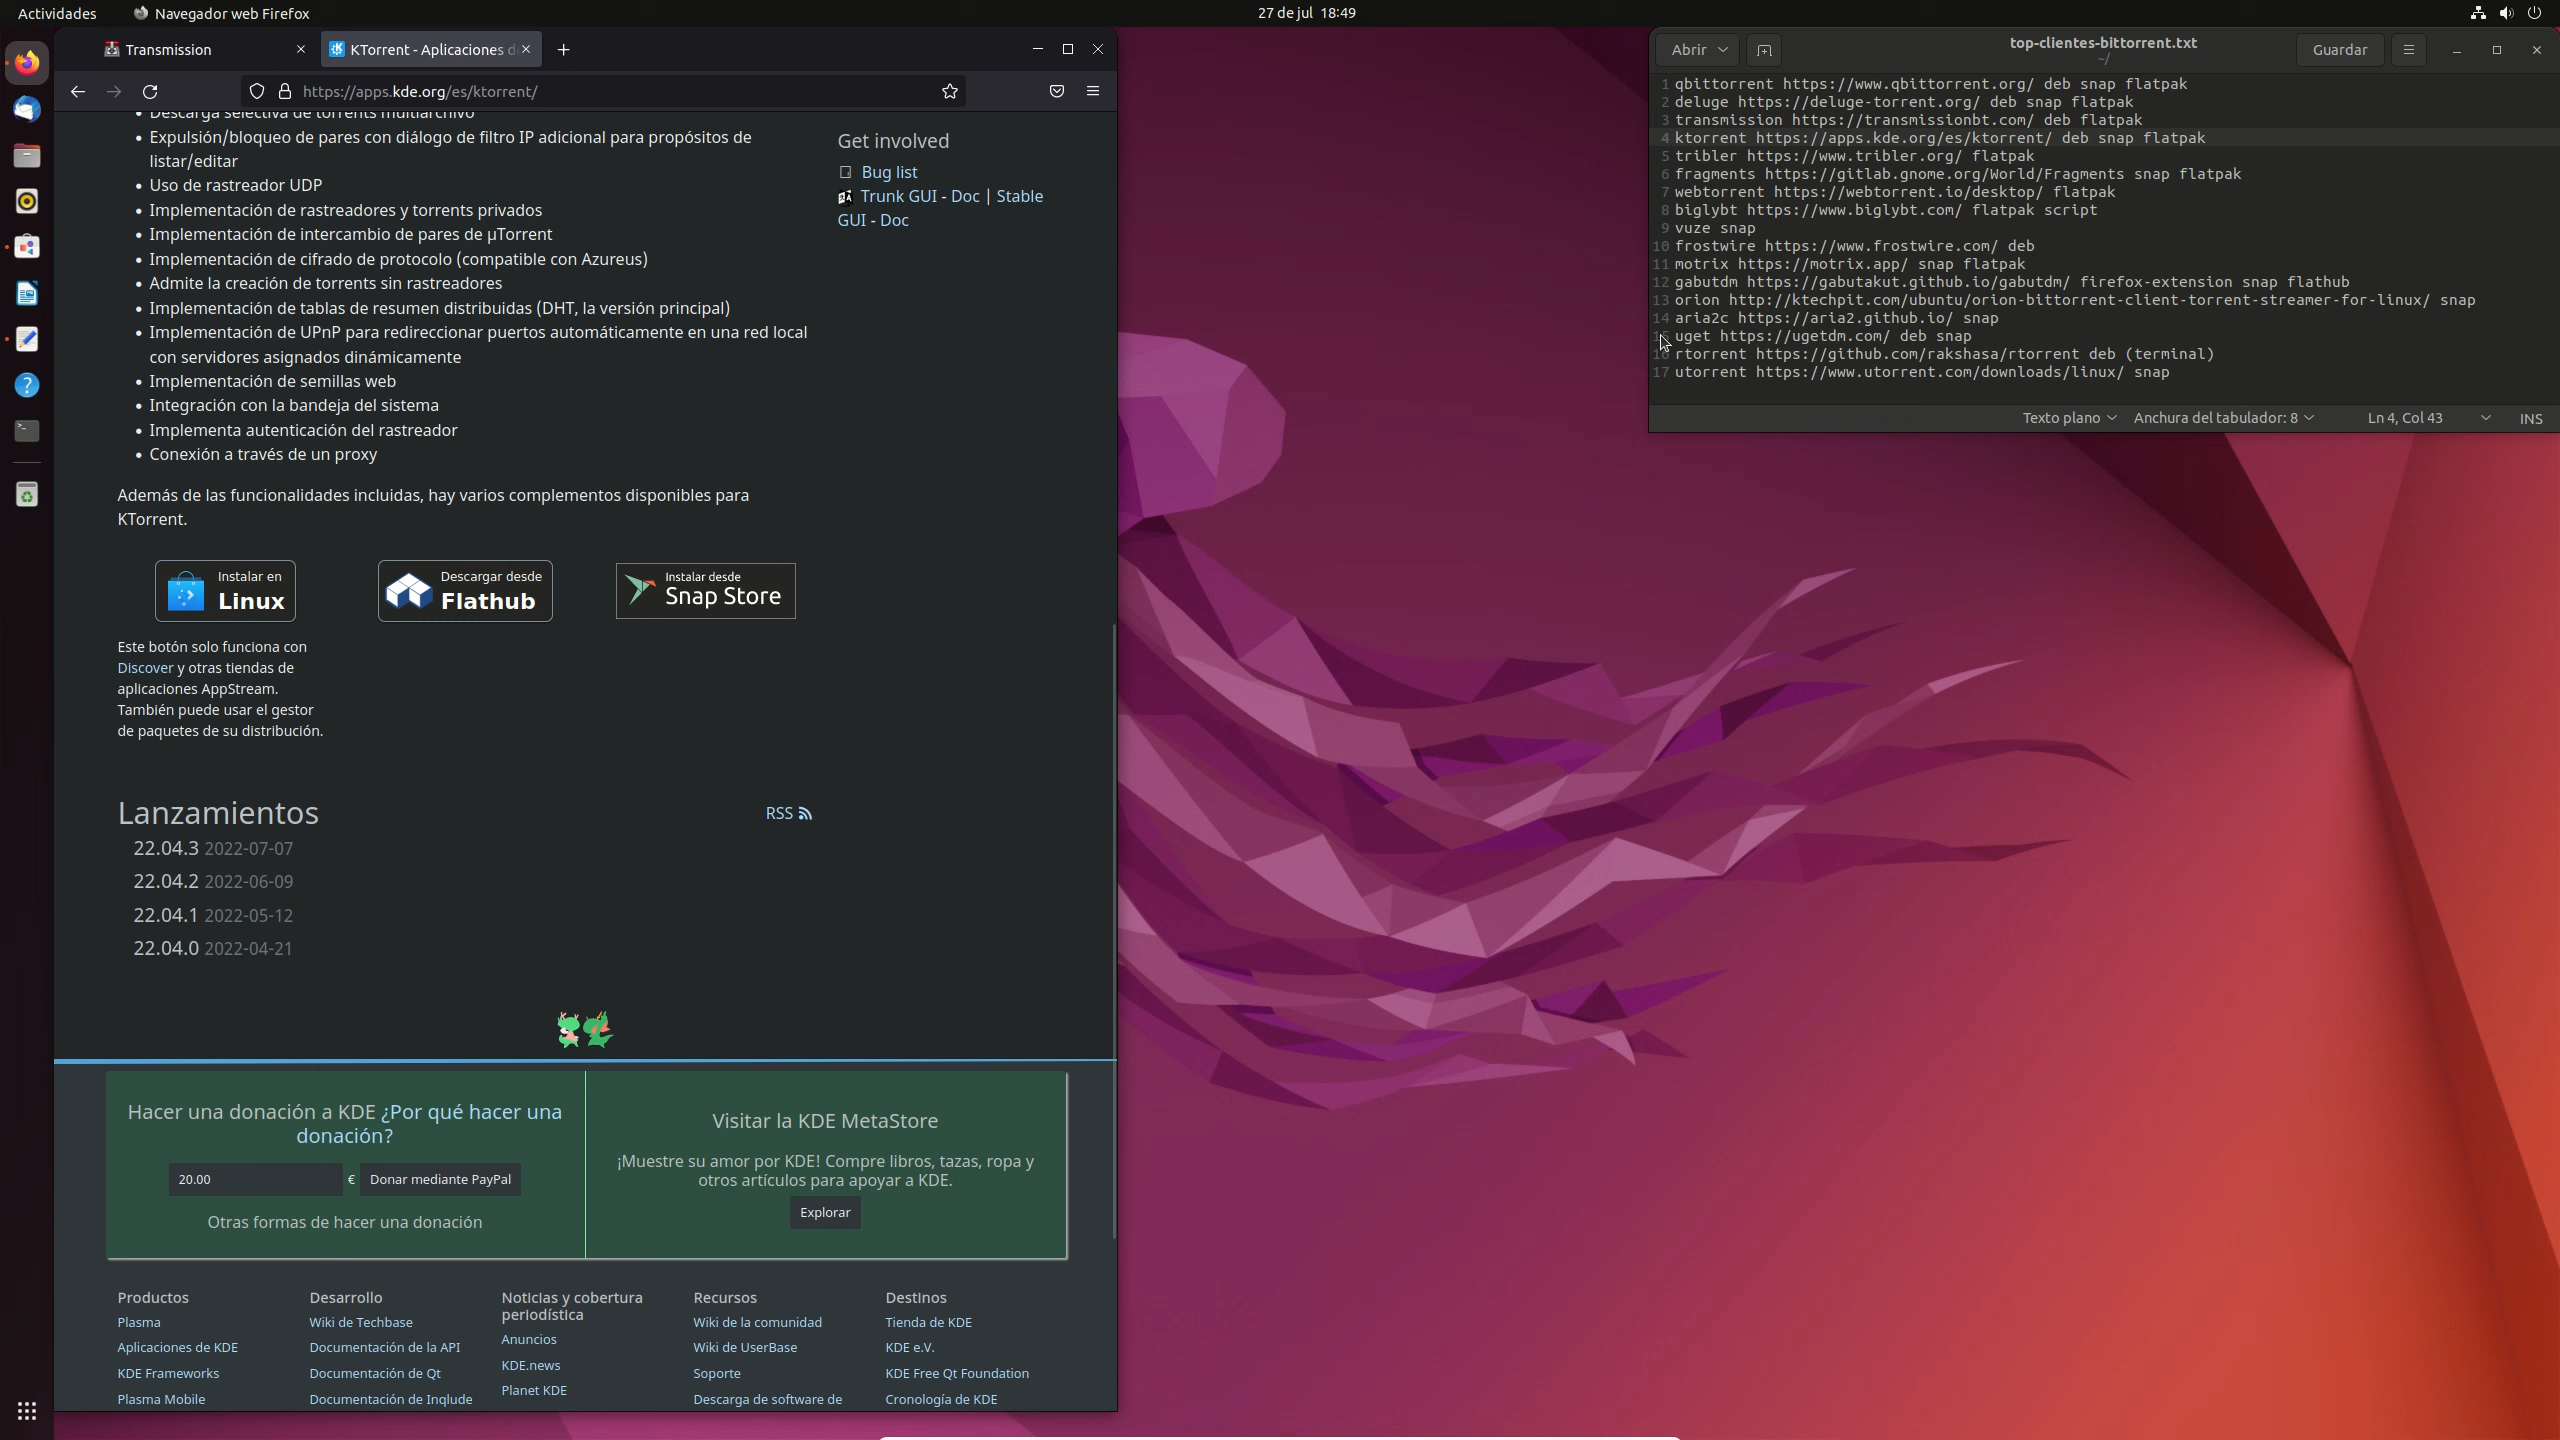 Actividades
Navegador web Firefox
27 de jul 18:49
Transmission
KTorrent - Aplicaciones d
https://apps.kde.org/es/ktorrent/
Descarga selectiva de torrents multiarchivo
Expulsión/bloqueo de pares con diálogo de filtro IP adicional para propósitos de
listar/editar
Uso de rastreador UDP
Implementación de rastreadores y torrents privados
Implementación de intercambio de pares de µTorrent
Implementación de cifrado de protocolo (compatible con Azureus)
Admite la creación de torrents sin rastreadores
Implementación de tablas de resumen distribuidas (DHT, la versión principal)
Implementación de UPnP para redireccionar puertos automáticamente en una red local
con servidores asignados dinámicamente
Implementación de semillas web
Integración con la bandeja del sistema
Implementa autenticación del rastreador
Conexión a través de un proxy
Además de las funcionalidades incluidas, hay varios complementos disponibles para
KTorrent.
Get involved
Bug list
Trunk GUI - Doc | Stable
GUI - Doc
Instalar en
Linux
Descargar desde
Flathub
Instalar desde
Snap Store
Este botón solo funciona con
Discover y otras tiendas de
aplicaciones AppStream.
También puede usar el gestor
de paquetes de su distribución.
Lanzamientos
RSS
22.04.3 2022-07-07
22.04.2 2022-06-09
22.04.1 2022-05-12
22.04.0 2022-04-21
Hacer una donación a KDE ¿Por qué hacer una
donación?
20.00 € Donar mediante PayPal
Otras formas de hacer una donación
Visitar la KDE MetaStore
¡Muestre su amor por KDE! Compre libros, tazas, ropa y
otros artículos para apoyar a KDE.
Explorar
Productos
Plasma
Aplicaciones de KDE
KDE Frameworks
Plasma Mobile
Desarrollo
Wiki de Techbase
Documentación de la API
Documentación de Qt
Documentación de Inqlude
Noticias y cobertura
periodística
Anuncios
KDE.news
Planet KDE
Recursos
Wiki de la comunidad
Wiki de UserBase
Soporte
Descarga de software de
Destinos
Tienda de KDE
KDE e.V.
KDE Free Qt Foundation
Cronología de KDE
Abrir
top-clientes-bittorrent.txt
~/
Guardar
1 qbittorrent https://www.qbittorrent.org/ deb snap flatpak
2 deluge https://deluge-torrent.org/ deb snap flatpak
3 transmission https://transmissionbt.com/ deb flatpak
4 ktorrent https://apps.kde.org/es/ktorrent/ deb snap flatpak
5 tribler https://www.tribler.org/ flatpak
6 fragments https://gitlab.gnome.org/World/Fragments snap flatpak
7 webtorrent https://webtorrent.io/desktop/ flatpak
8 biglybt https://www.biglybt.com/ flatpak script
9 vuze snap
10 frostwire https://www.frostwire.com/ deb
11 motrix https://motrix.app/ snap flatpak
12 gabutdm https://gabutakut.github.io/gabutdm/ firefox-extension snap flathub
13 orion http://ktechpit.com/ubuntu/orion-bittorrent-client-torrent-streamer-for-linux/ snap
14 aria2c https://aria2.github.io/ snap
15 uget https://ugetdm.com/ deb snap
16 rtorrent https://github.com/rakshasa/rtorrent deb (terminal)
17 utorrent https://www.utorrent.com/downloads/linux/ snap
Texto plano
Anchura del tabulador: 8
Ln 4, Col 43
INS